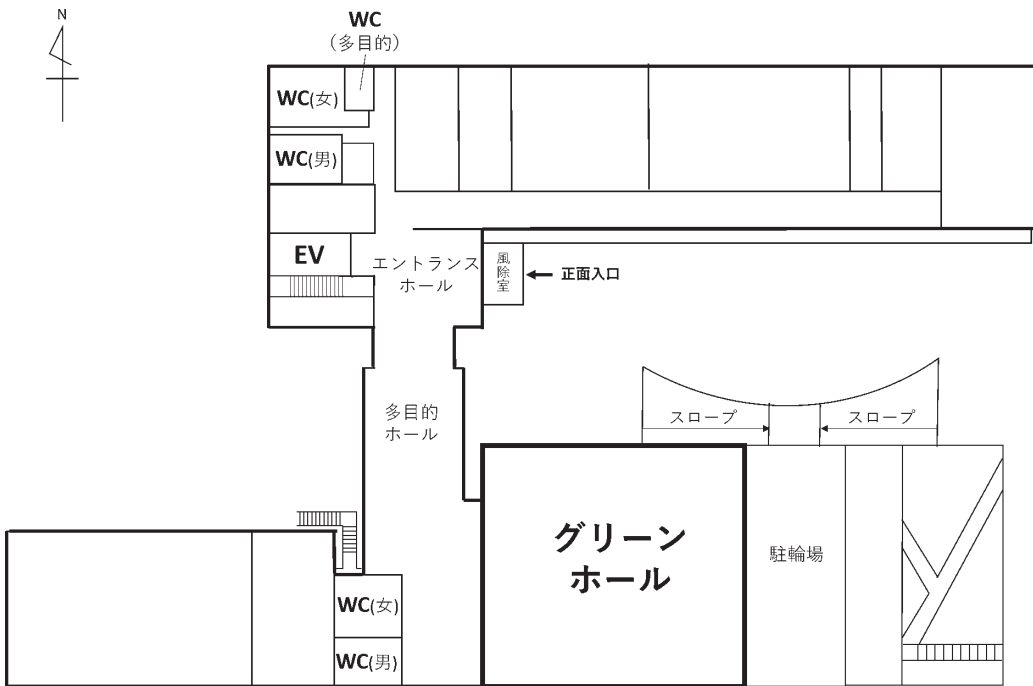 N
WC
（多目的）
WC(女)
WC(男)
EV
エントランス
ホール
風除室
正面入口
多目的
ホール
スロープ
スロープ
グリーン
ホール
駐輪場
WC(女)
WC(男)